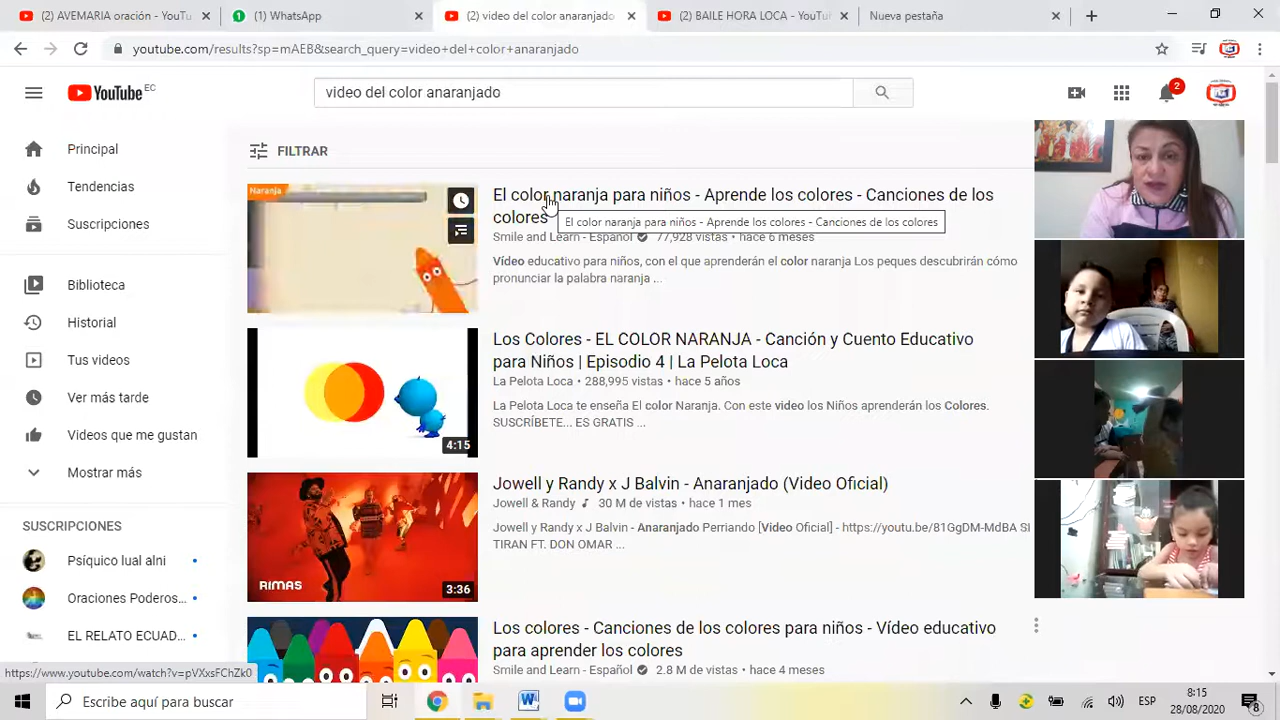 (2) AVEMARIA oración - YouT
(1) WhatsApp
(2) video del color anaranjado
(2) BAILE HORA LOCA - YouTube
Nueva pestaña
youtube.com/results?sp=mAEB&search_query=video+del+color+anaranjado
YouTube EC
video del color anaranjado
2
Principal
Tendencias
Suscripciones
Biblioteca
Historial
Tus videos
Ver más tarde
Videos que me gustan
Mostrar más
SUSCRIPCIONES
Psíquico lual alni
Oraciones Poderos...
EL RELATO ECUAD...
FILTRAR
Naranja
El color naranja para niños - Aprende los colores - Canciones de los
colores
El color naranja para niños - Aprende los colores - Canciones de los colores
Smile and Learn - Español 77,928 vistas • hace 6 meses
Vídeo educativo para niños, con el que aprenderán el color naranja Los peques descubrirán cómo
pronunciar la palabra naranja ...
Los Colores - EL COLOR NARANJA - Canción y Cuento Educativo
para Niños | Episodio 4 | La Pelota Loca
La Pelota Loca • 288,995 vistas • hace 5 años
La Pelota Loca te enseña El color Naranja. Con este video los Niños aprenderán los Colores.
SUSCRÍBETE... ES GRATIS ...
4:15
Jowell y Randy x J Balvin - Anaranjado (Video Oficial)
Jowell & Randy 30 M de vistas • hace 1 mes
Jowell y Randy x J Balvin - Anaranjado Perriando [Video Oficial] - https://youtu.be/81GgDM-MdBA SI
TIRAN FT. DON OMAR ...
RIMAS
3:36
Los colores - Canciones de los colores para niños - Vídeo educativo
para aprender los colores
Smile and Learn - Español 2.8 M de vistas • hace 4 meses
https://www.youtube.com/watch?v=pVXxsFChZk0
Escribe aquí para buscar
ESP
8:15
28/08/2020
8